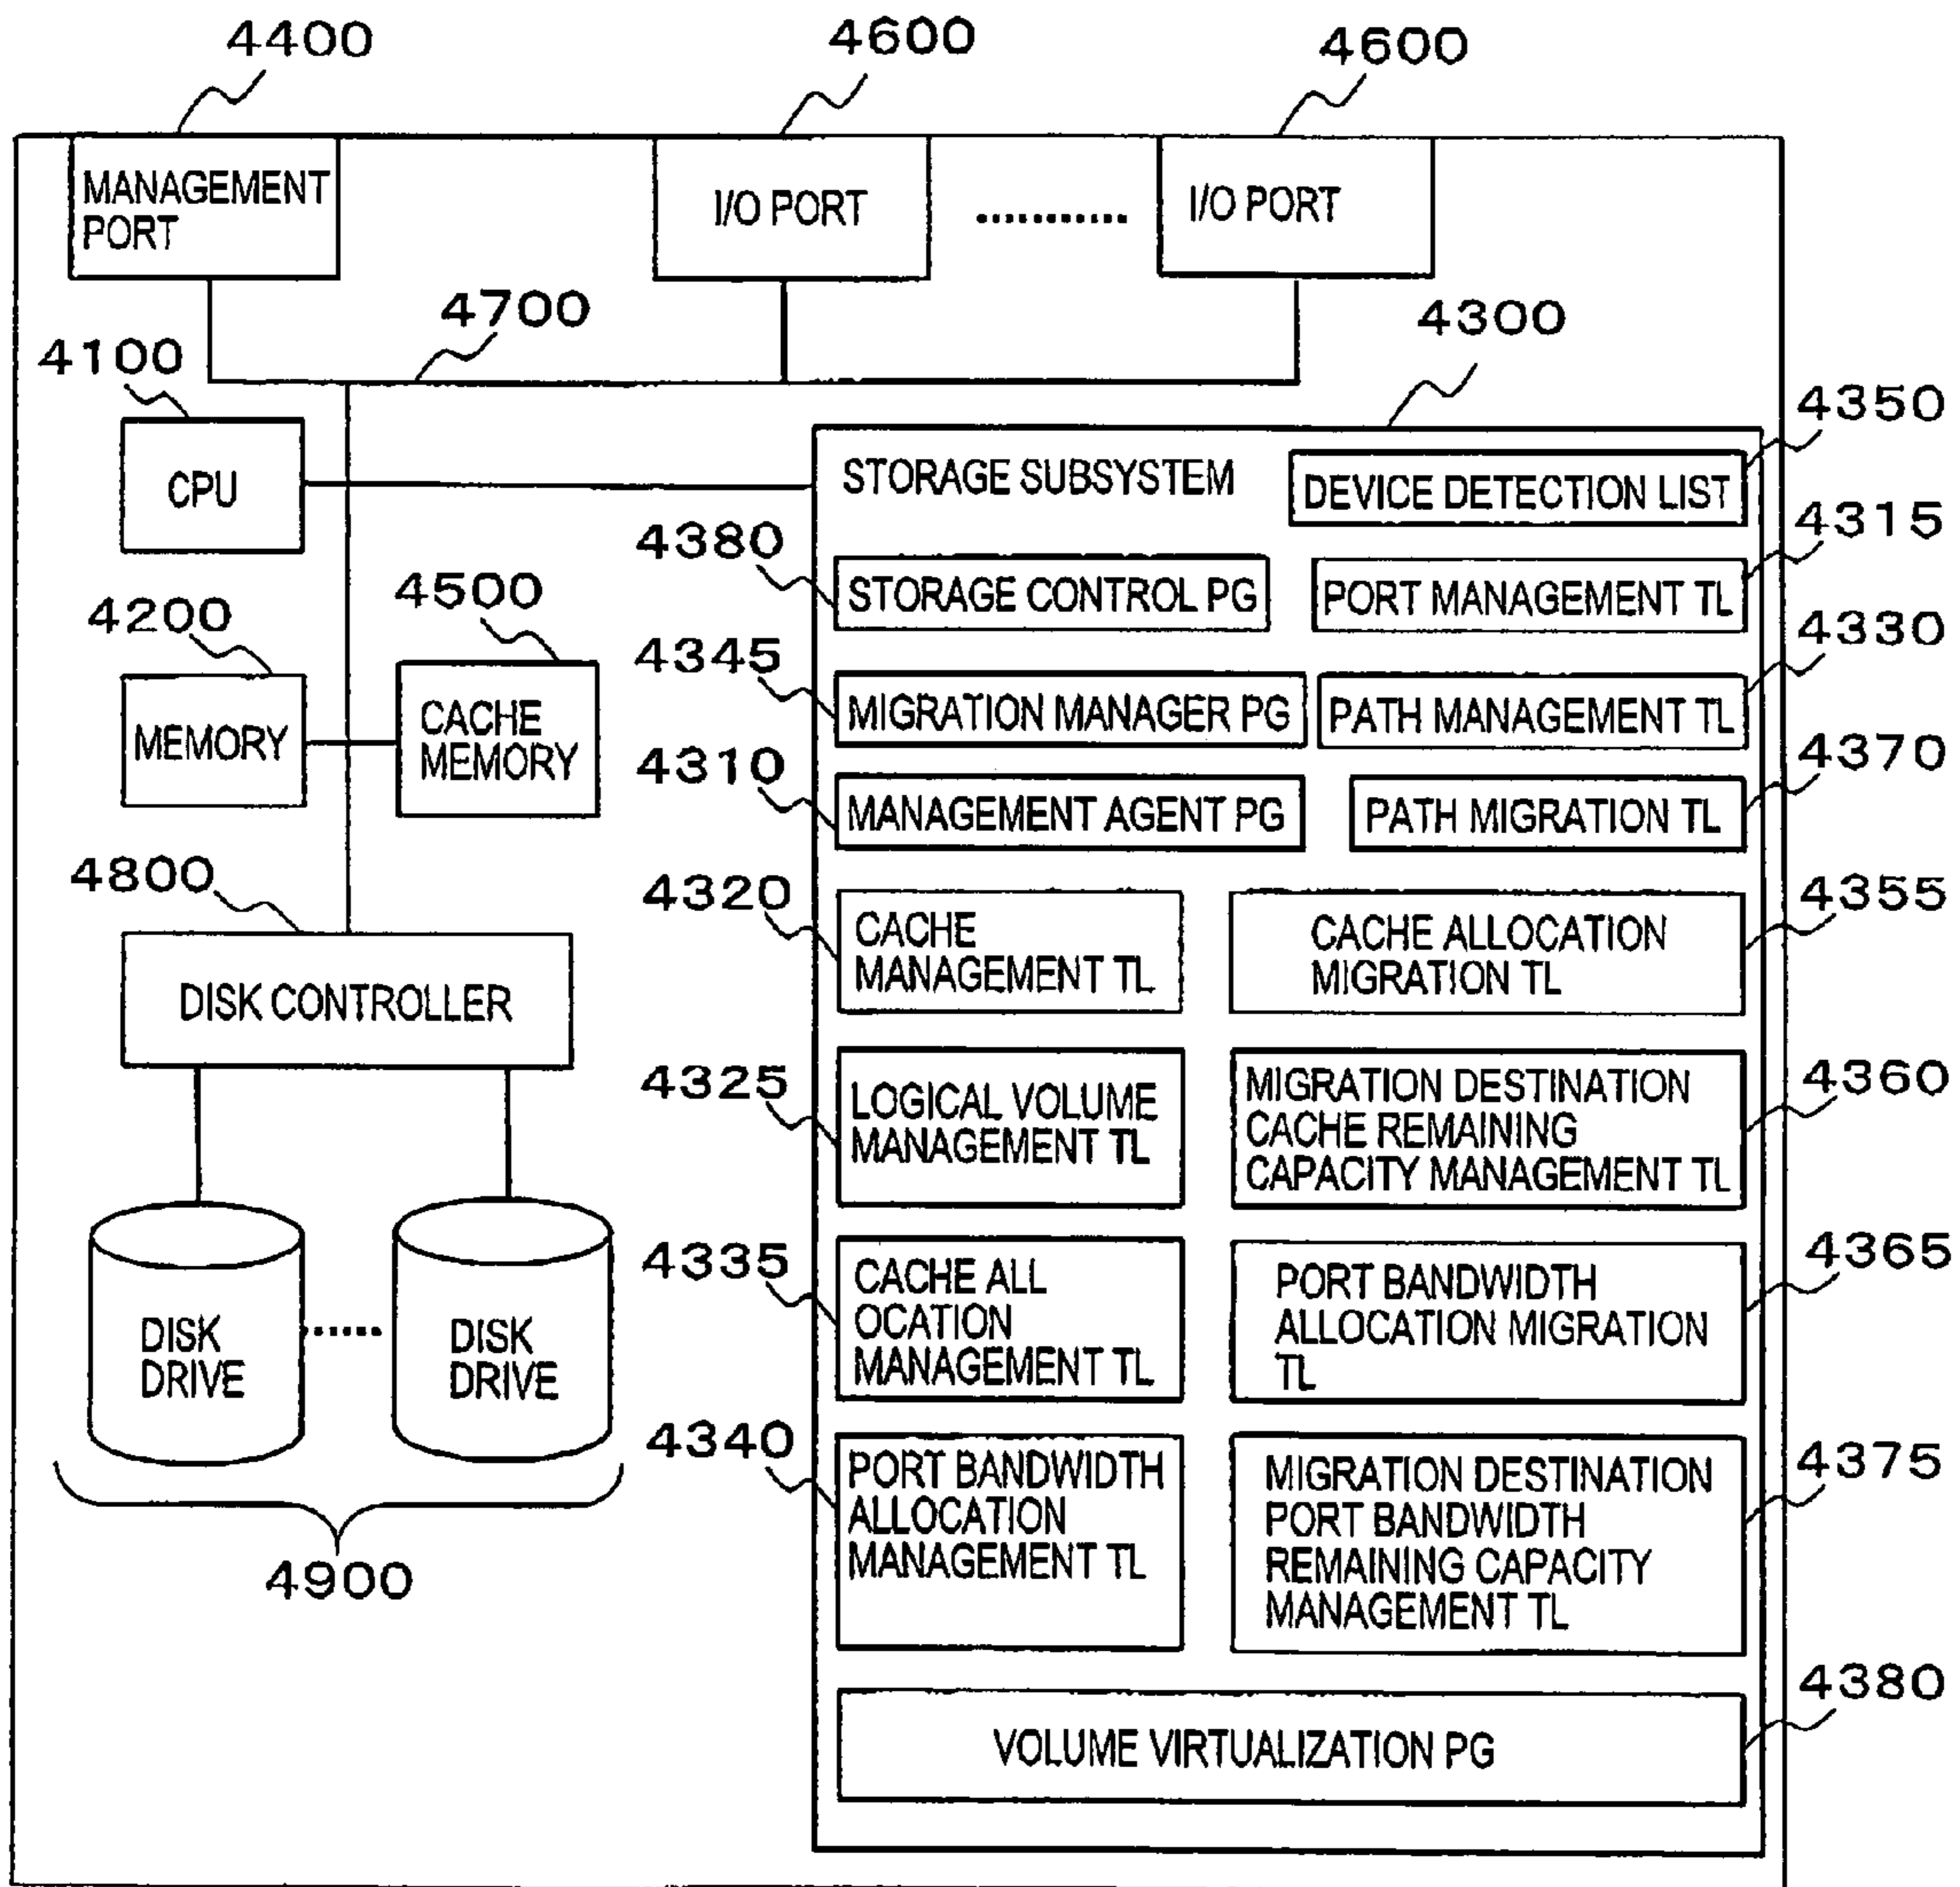 4400
4600
4600
MANAGEMENT
PORT
I/O PORT
I/O PORT
4700
4300
4100
CPU
4350
STORAGE SUBSYSTEM
DEVICE DETECTION LIST
4315
4380
STORAGE CONTROL PG
PORT MANAGEMENT TL
4500
4200
4330
4345
MIGRATION MANAGER PG
PATH MANAGEMENT TL
MEMORY
CACHE
MEMORY
4370
4310
MANAGEMENT AGENT PG
PATH MIGRATION TL
4800
4320
4355
CACHE
MANAGEMENT TL
CACHE ALLOCATION
MIGRATION TL
DISK CONTROLLER
4325
4360
LOGICAL VOLUME
MANAGEMENT TL
MIGRATION DESTINATION
CACHE REMAINING
CAPACITY MANAGEMENT TL
4335
4365
CACHE ALL
OCATION
MANAGEMENT TL
PORT BANDWIDTH
ALLOCATION MIGRATION
TL
DISK
DRIVE
DISK
DRIVE
4340
4375
PORT BANDWIDTH
ALLOCATION
MANAGEMENT TL
MIGRATION DESTINATION
PORT BANDWIDTH
REMAINING CAPACITY
MANAGEMENT TL
4900
4380
VOLUME VIRTUALIZATION PG